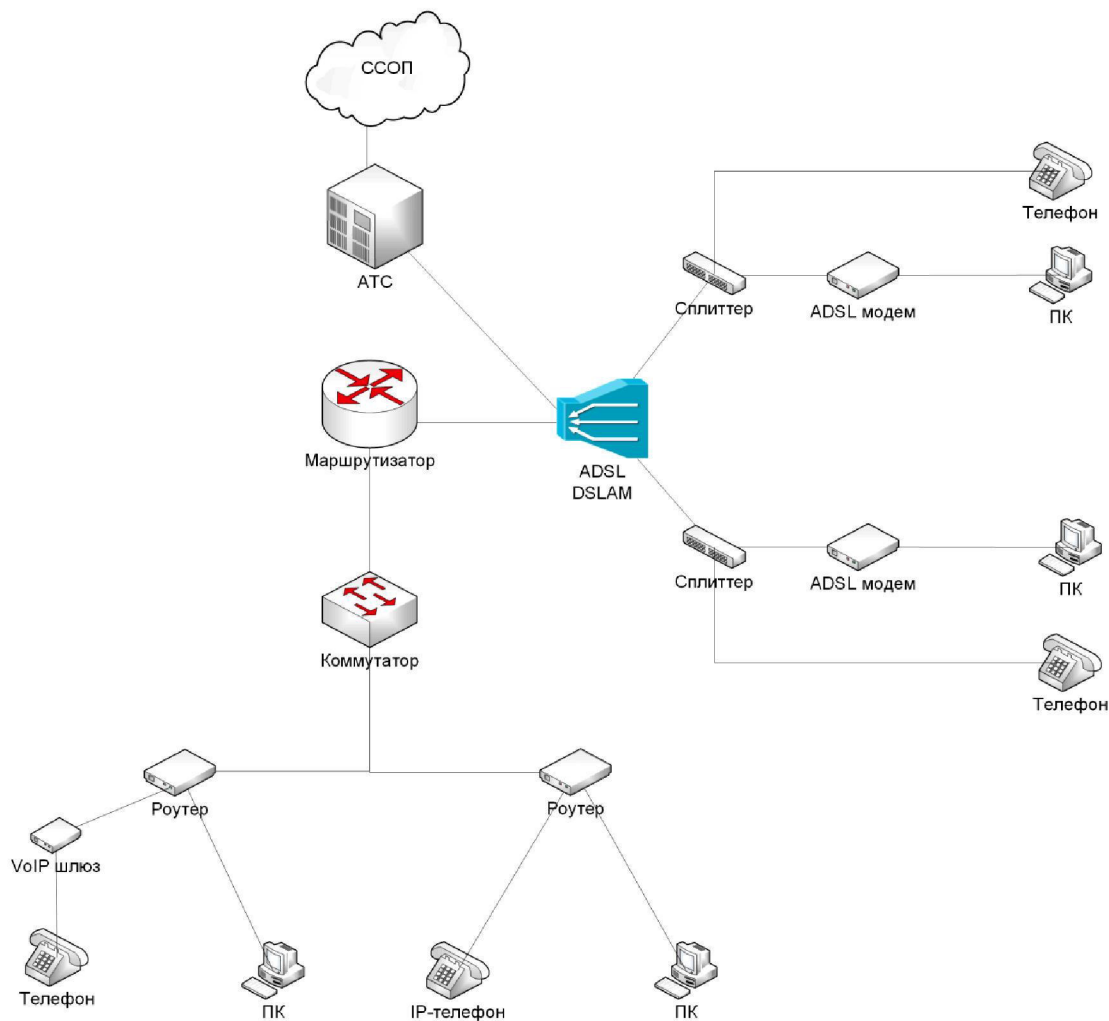 ССОП
Телефон
АТС
Сплиттер
ADSL модем
ПК
Маршрутизатор
ADSL
DSLAM
Сплиттер
ADSL модем
ПК
Коммутатор
Телефон
Роутер
Роутер
VoIP шлюз
Телефон
ПК
IP-телефон
ПК